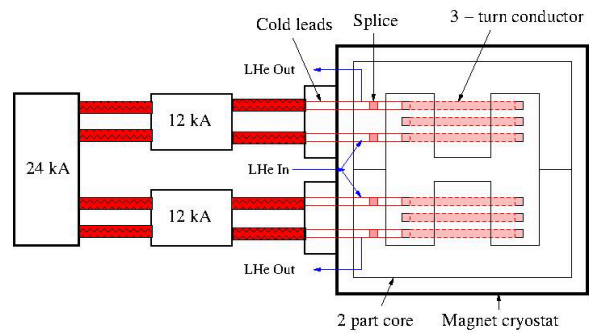 Cold leads
Splice
3 – turn conductor
LHe Out
12 kA
24 kA
LHe In
12 kA
LHe Out
2 part core
Magnet cryostat